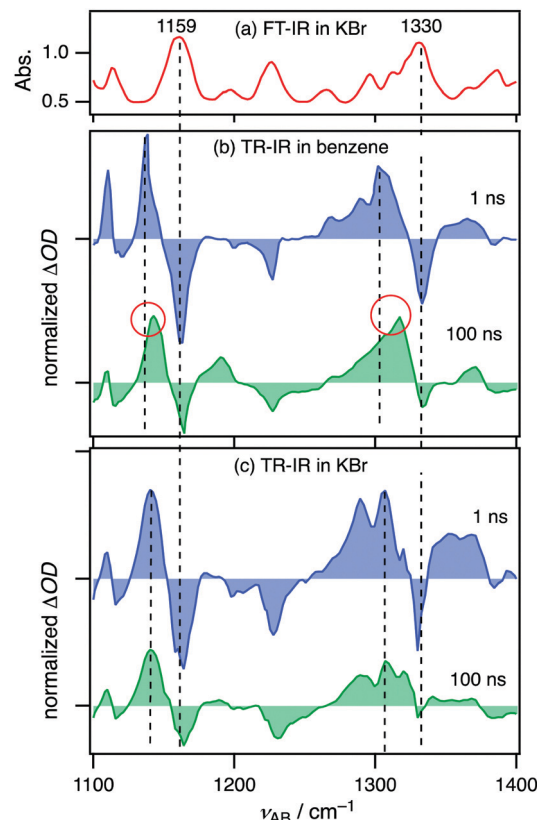 1159
1330
(a) FT-IR in KBr
Abs.
1.0
0.5
(b) TR-IR in benzene
1 ns
normalized ΔOD
100 ns
(c) TR-IR in KBr
1 ns
normalized ΔOD
100 ns
1100
1200
1300
1400
νAB / cm−1